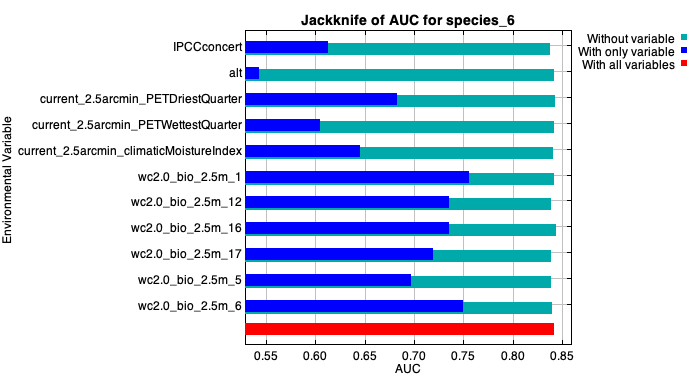 Jackknife of AUC for species_6
Without variable
With only variable
With all variables
Environmental Variable
IPCCconcert
alt
current_2.5arcmin_PETDriestQuarter
current_2.5arcmin_PETWettestQuarter
current_2.5arcmin_climaticMoistureIndex
wc2.0_bio_2.5m_1
wc2.0_bio_2.5m_12
wc2.0_bio_2.5m_16
wc2.0_bio_2.5m_17
wc2.0_bio_2.5m_5
wc2.0_bio_2.5m_6
0.55 0.60 0.65 0.70 0.75 0.80 0.85
AUC